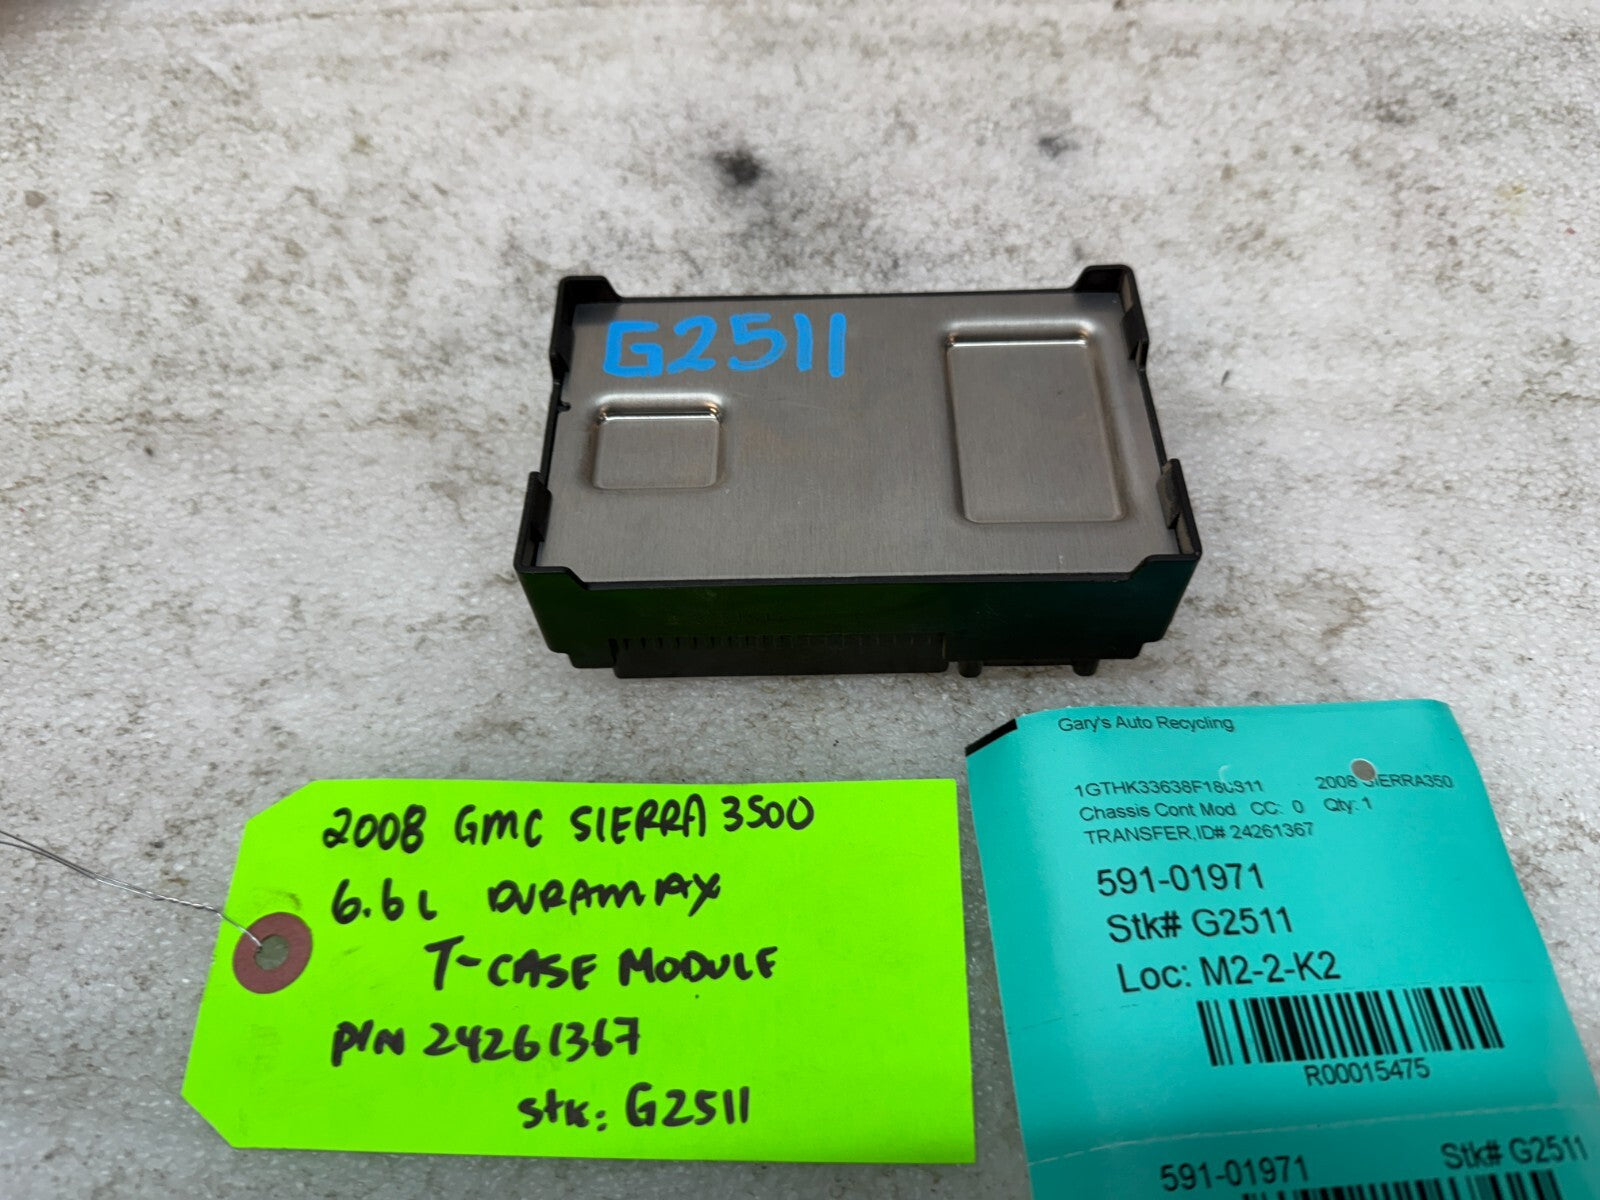 G2511
2008 GMC SIERRA 3500
6.6L DURAMAX
T-CASE MODULE
P/N 24261367
Stk: G2511
Gary's Auto Recycling
2008 SIERRA350
Chassis Cont Mod CC: 0 Qty: 1
TRANSFER,ID# 24261367
591-01971
Stk# G2511
Loc: M2-2-K2
R00015475
591-01971 Stk# G2511